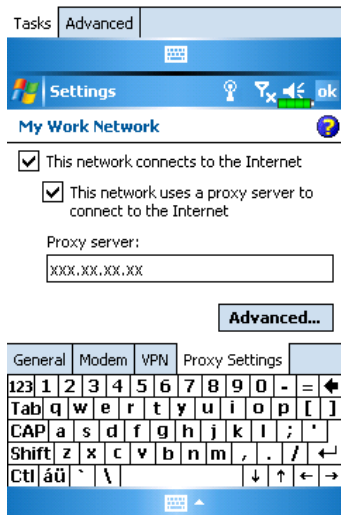 Tasks Advanced
Settings ok
My Work Network
This network connects to the Internet
This network uses a proxy server to
connect to the Internet
Proxy server:
xxx.xx.xx.xx
Advanced...
General Modem VPN Proxy Settings
123 1 2 3 4 5 6 7 8 9 0 - =
Tab q w e r t y u i o p [ ]
CAP a s d f g h j k l ; '
Shift z x c v b n m , . /
Ctl áü ` \